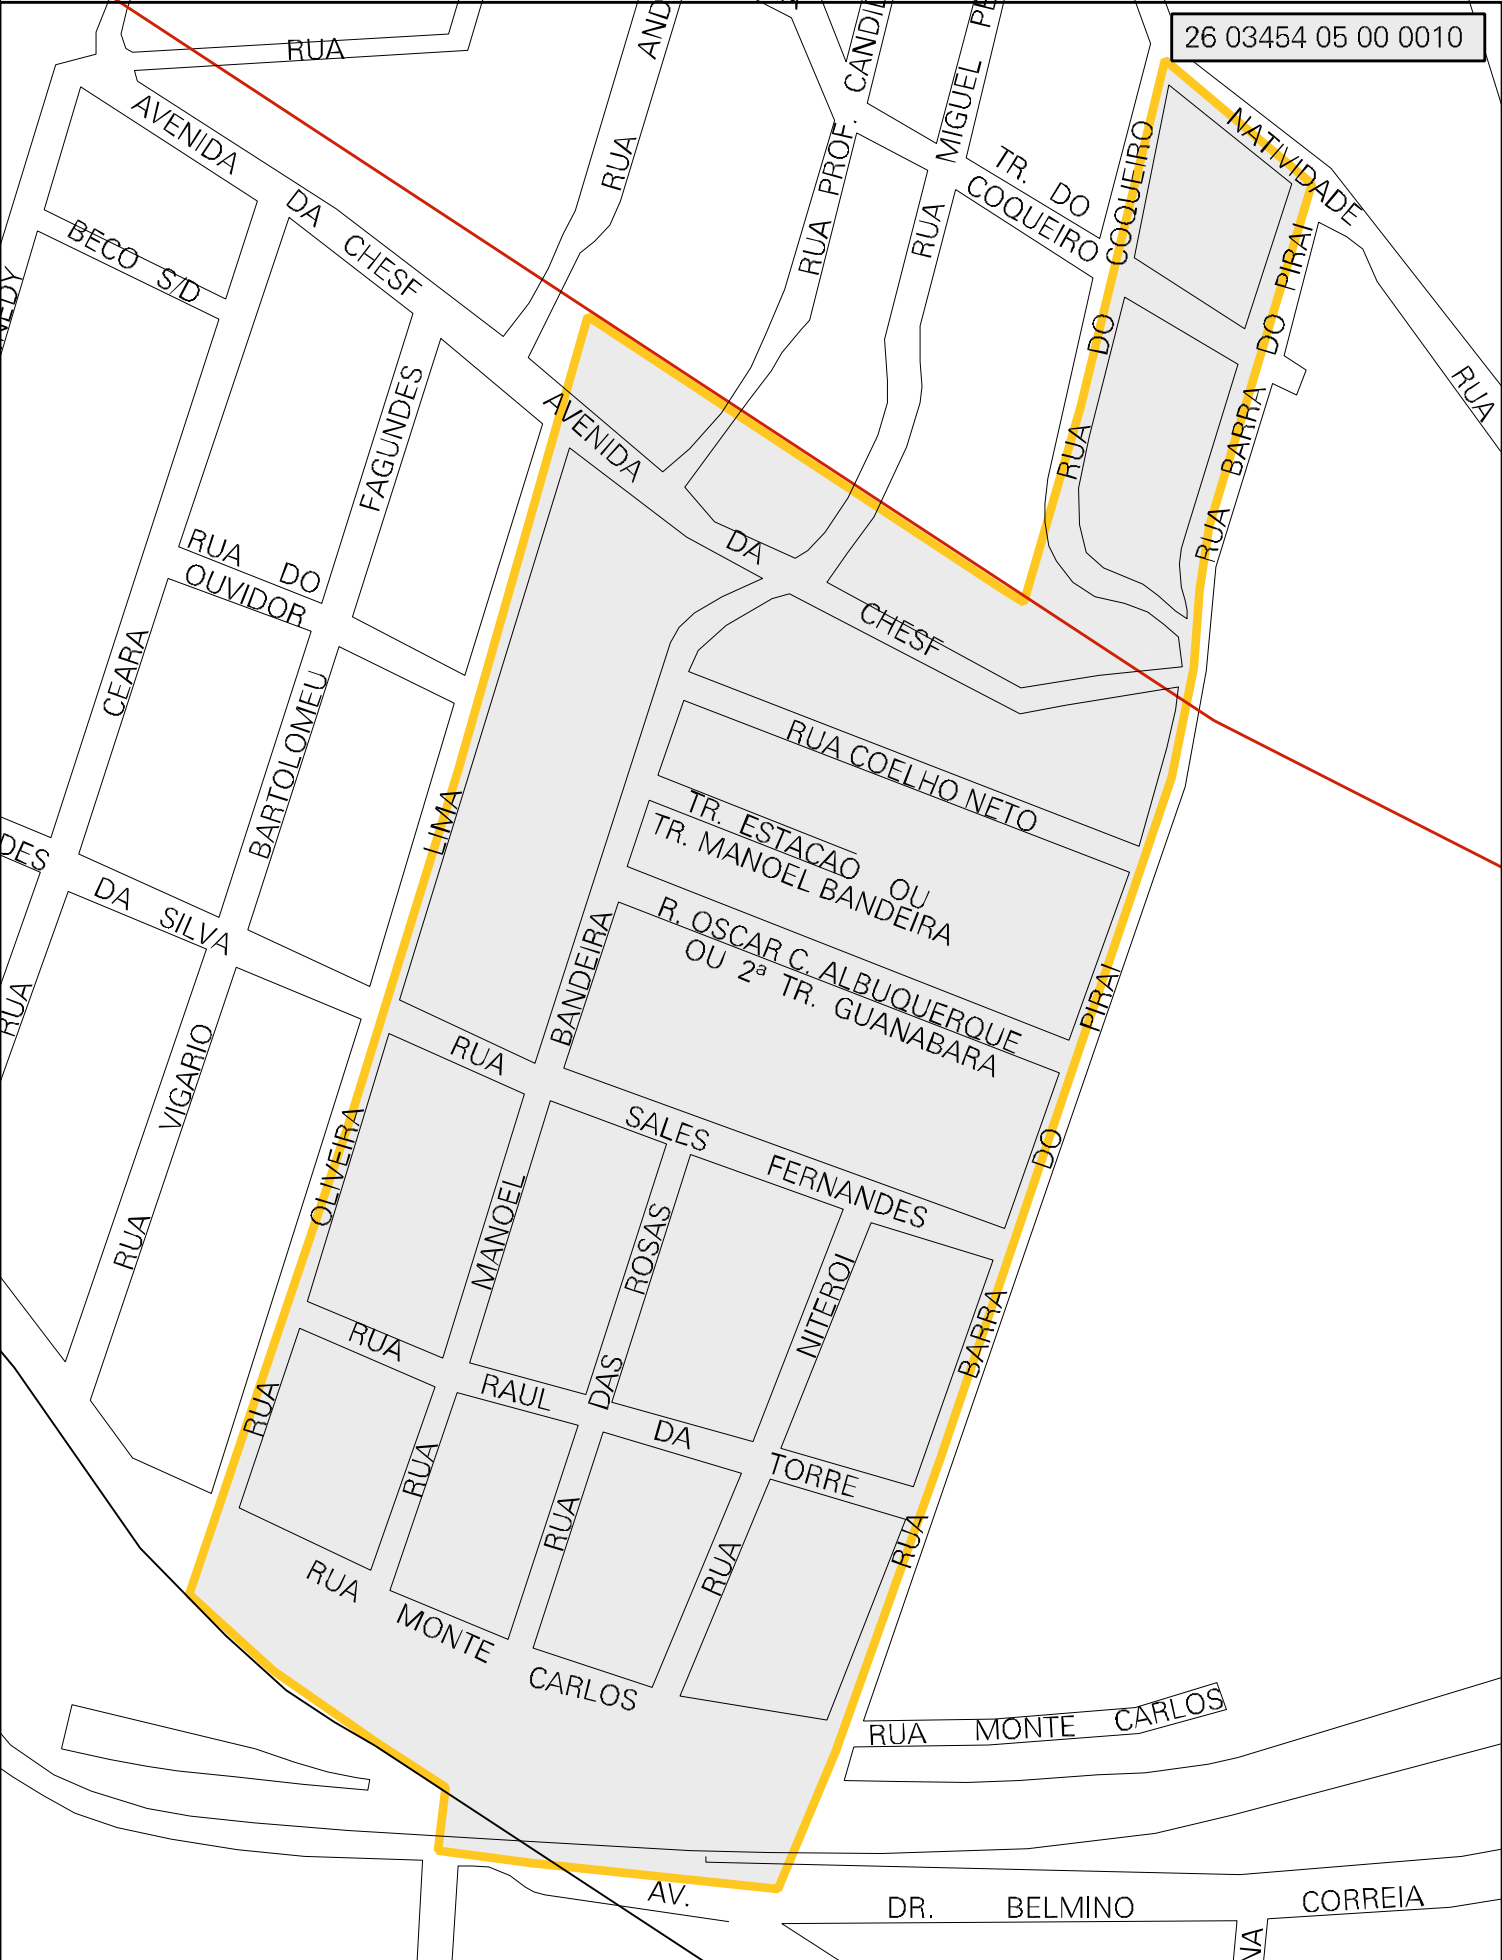 26 03454 05 00 0010
RUA
AVENIDA
DA CHESF
BECO S/D
RUA
RUA PROF. CANDI
RUA MIGUEL
TR. DO
COQUEIRO
RUA DO COQUEIRO
NATIVIDADE
RUA
RUA BARRA DO PIRAI
FAGUNDES
BARTOLOMEU
VIGARIO
RUA
RUA DO
OUVIDOR
CEARA
RUA
DA SILVA
AVENIDA
DA
CHESF
RUA COELHO NETO
TR. ESTACAO OU
TR. MANOEL BANDEIRA
R. OSCAR C. ALBUQUERQUE
OU 2ª TR. GUANABARA
RUA OLIVEIRA LIMA
RUA MANOEL BANDEIRA
RUA SALES FERNANDES
RUA DAS ROSAS
RUA NITEROI
RUA RAUL DA TORRE
RUA BARRA DO PIRAI
RUA MONTE CARLOS
RUA MONTE CARLOS
AV. DR. BELMINO CORREIA